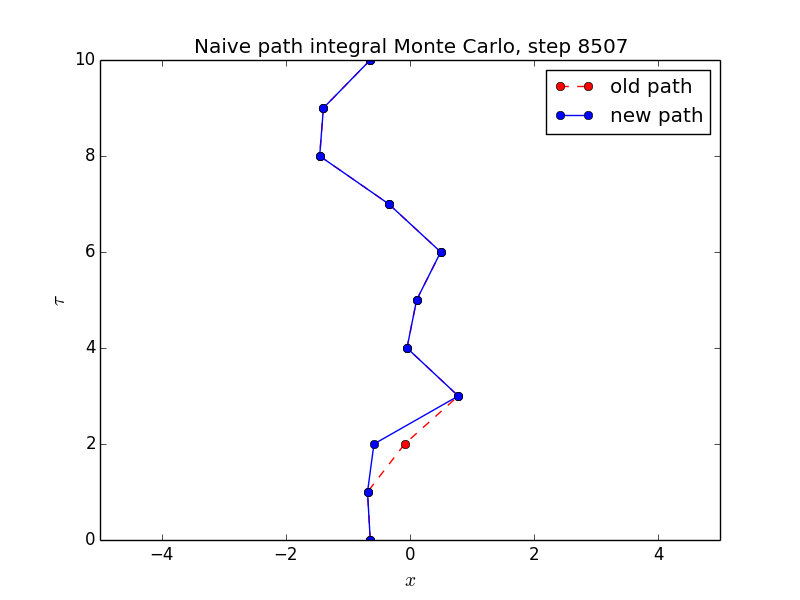 Naive path integral Monte Carlo, step 8507
old path
new path
10
8
6
4
2
0
τ
−4 −2 0 2 4
x